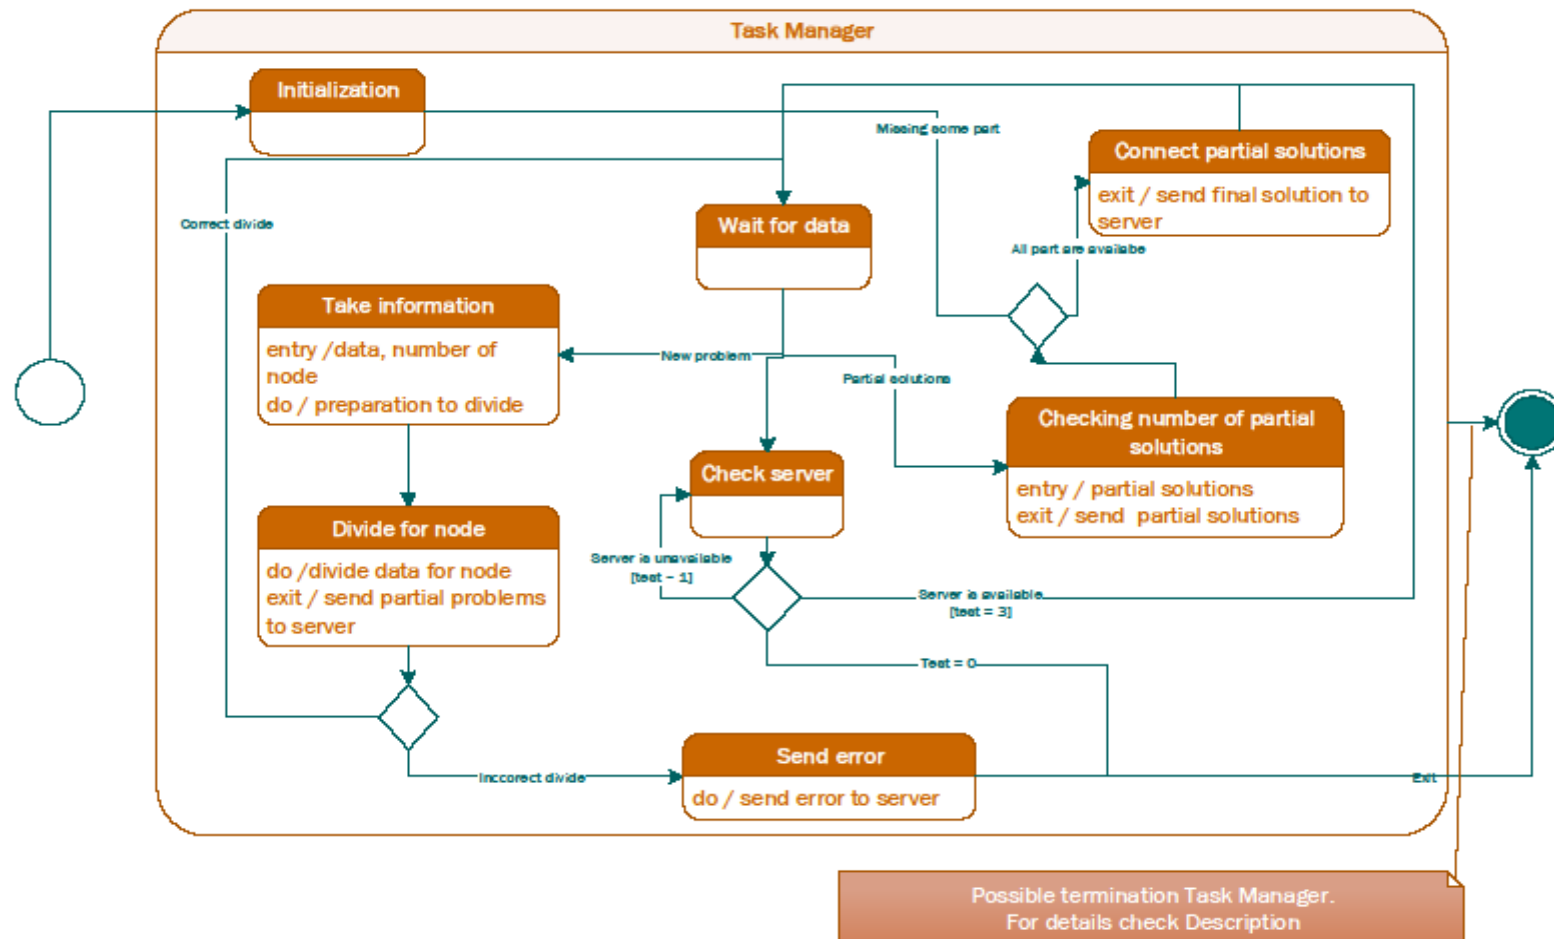 Task Manager
Initialization
Missing some part
Connect partial solutions
exit / send final solution to
server
Correct divide
Wait for data
All part are availabe
Take information
entry /data, number of
node
do / preparation to divide
New problem
Partial solutions
Checking number of partial
solutions
entry / partial solutions
exit / send  partial solutions
Check server
Divide for node
do /divide data for node
exit / send partial problems
to server
Server is unavailable
[test – 1]
Server is available
[test = 3]
Test = 0
Send error
do / send error to server
Inccorect divide
Exit
Possible termination Task Manager.
For details check Description